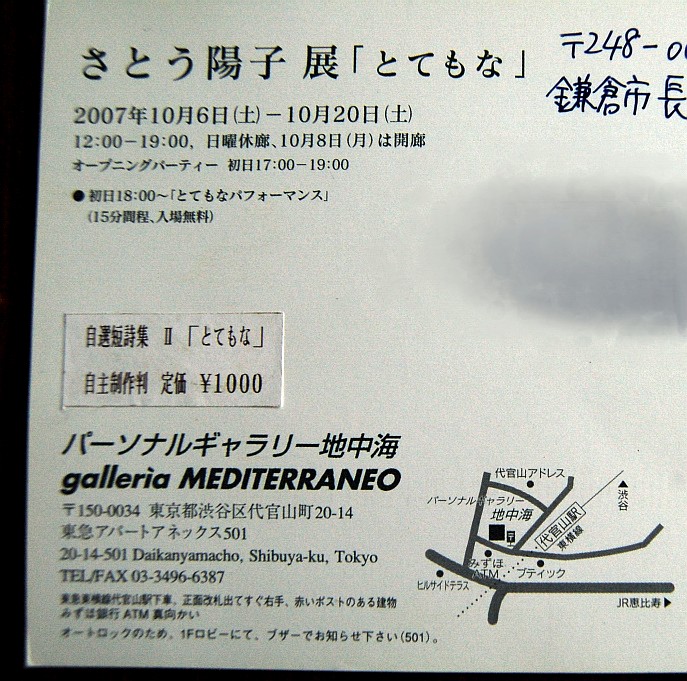 さとう陽子 展「とてもな」
〒248-0
鎌倉市 長
2007年10月6日(土)－10月20日(土)
12:00－19:00, 日曜休廊、10月8日(月)は開廊
オープニングパーティー 初日17:00－19:00
● 初日18:00～「とてもなパフォーマンス」
(15分間程、入場無料)
自選短詩集 Ⅱ 「とてもな」
自主制作判 定価 ¥1000
パーソナルギャラリー地中海
galleria MEDITERRANEO
〒150-0034 東京都渋谷区代官山町20-14
東急アパートアネックス501
20-14-501 Daikanyamacho, Shibuya-ku, Tokyo
TEL/FAX 03-3496-6387
東急東横線代官山駅下車、正面改札出てすぐ右手、赤いポストのある建物
みずほ銀行 ATM 真向かい
オートロックのため、1Fロビーにて、ブザーでお知らせ下さい(501)。
代官山アドレス
パーソナルギャラリー
地中海
渋谷
代官山駅
東横線
みずほ
ATM
ブティック
ヒルサイドテラス
JR恵比寿